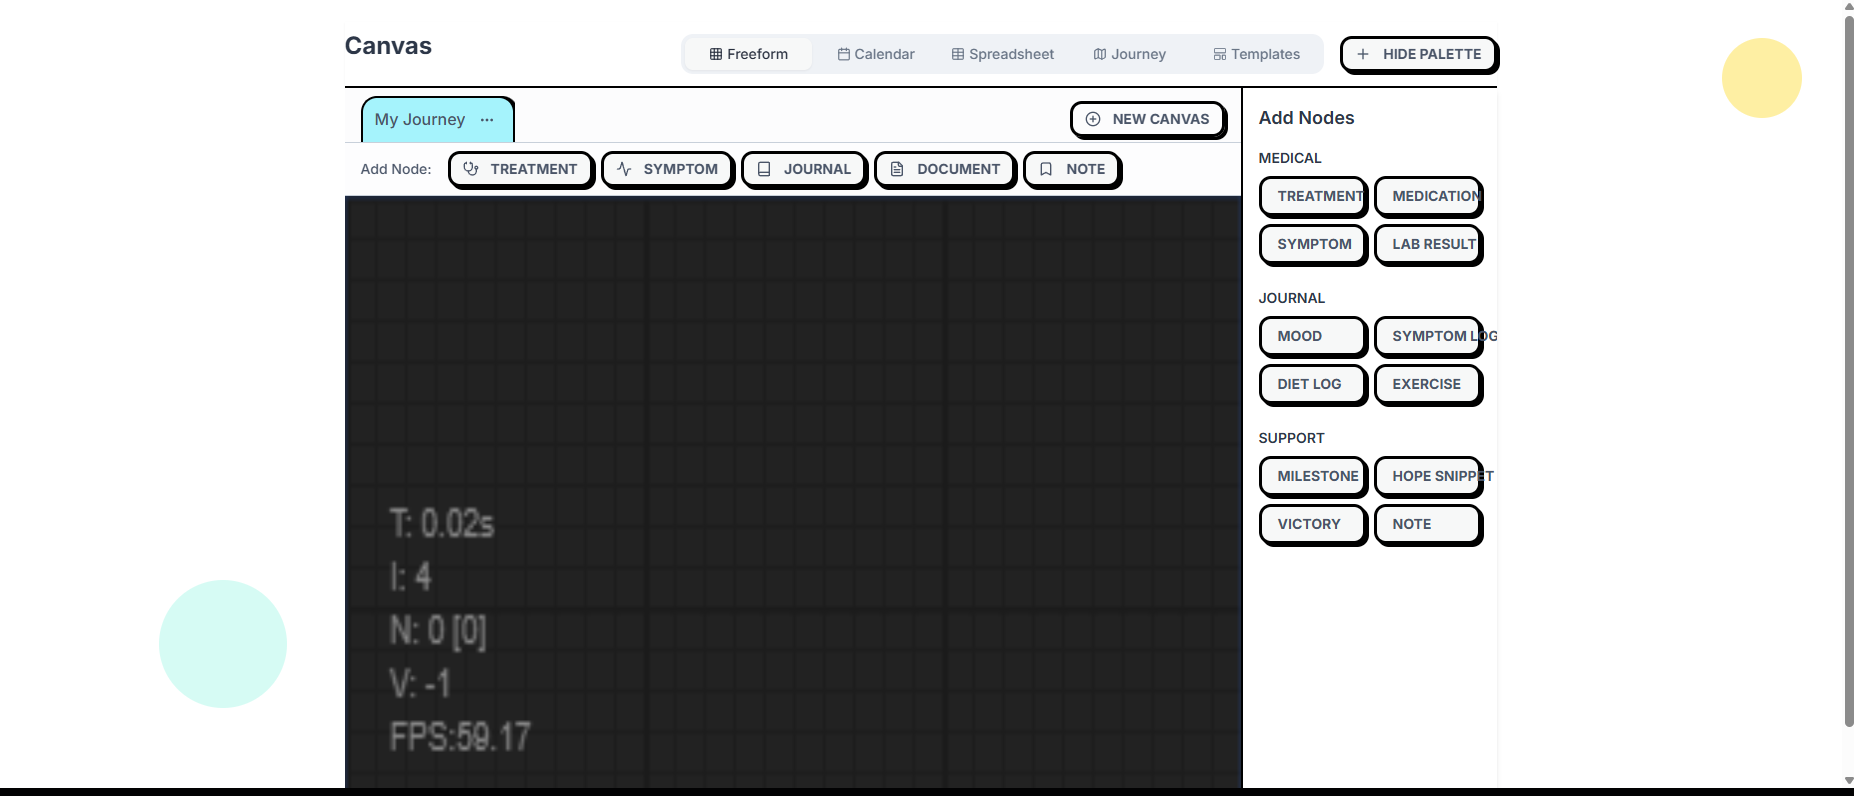 Canvas
Freeform
Calendar
Spreadsheet
Journey
Templates
HIDE PALETTE
My Journey ...
NEW CANVAS
Add Node:
TREATMENT
SYMPTOM
JOURNAL
DOCUMENT
NOTE
T: 0.02s
I: 4
N: 0 [0]
V: -1
FPS:59.17
Add Nodes
MEDICAL
TREATMENT
MEDICATION
SYMPTOM
LAB RESULT
JOURNAL
MOOD
SYMPTOM LOG
DIET LOG
EXERCISE
SUPPORT
MILESTONE
HOPE SNIPPET
VICTORY
NOTE